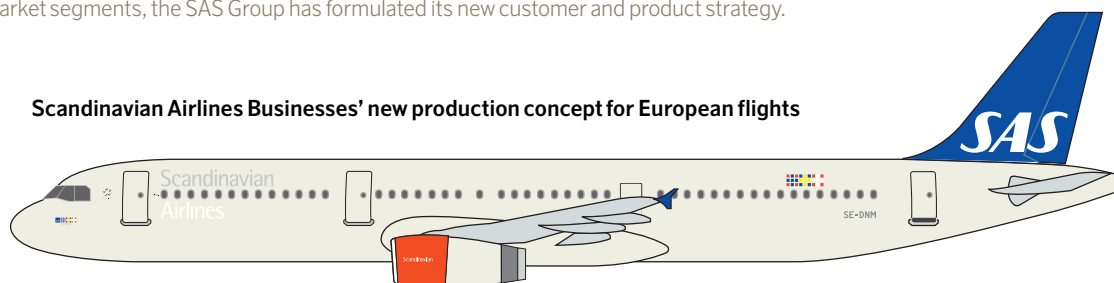 arket segments, the SAS Group has formulated its new customer and product strategy.
Scandinavian Airlines Businesses’ new production concept for European flights
SAS
Scandinavian
Airlines
SE-DNM
Scandinavian